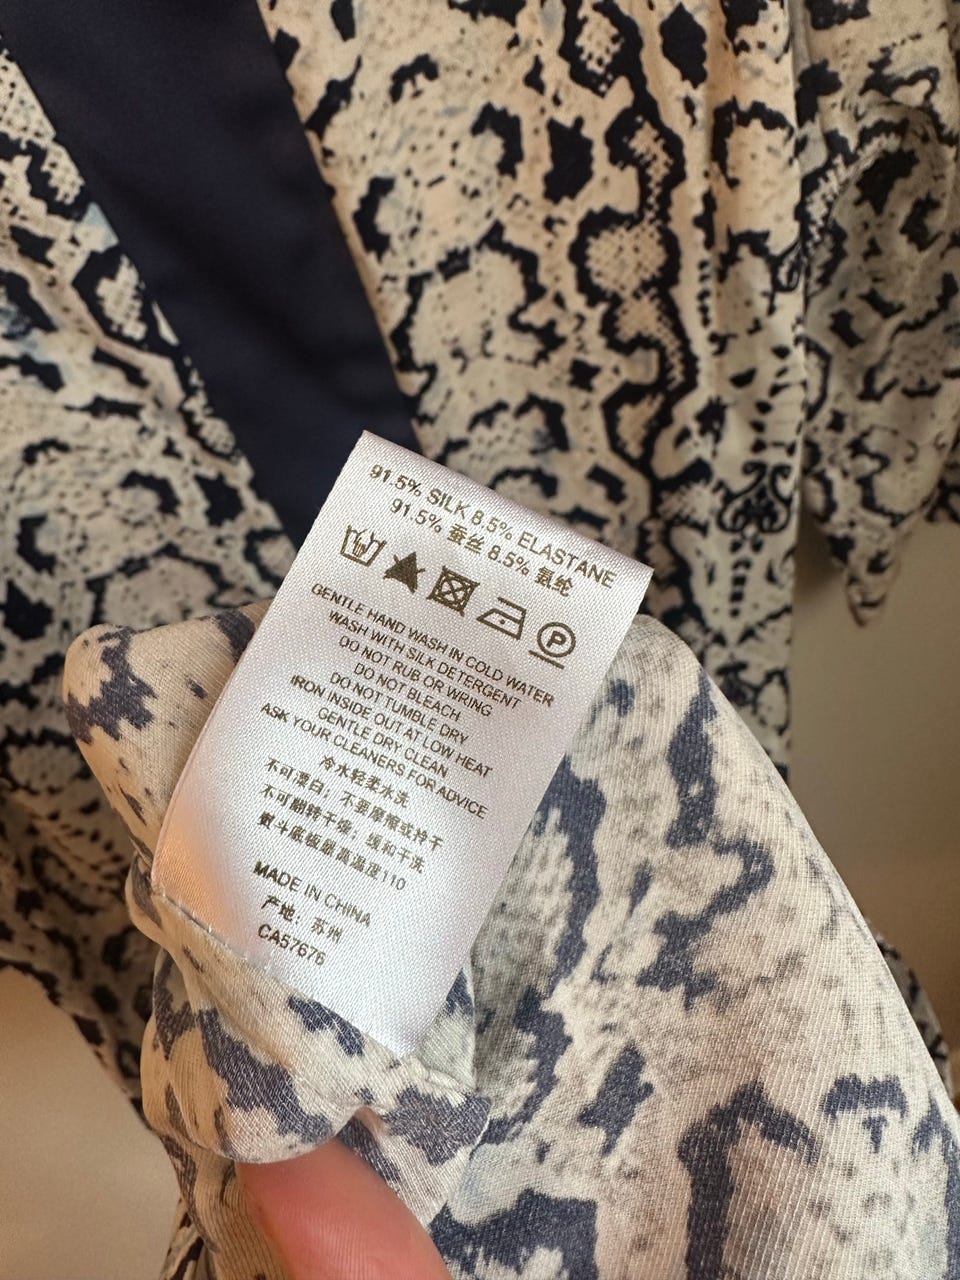 91.5% SILK 8.5% ELASTANE
91.5% 蚕丝 8.5% 氨纶
P
GENTLE HAND WASH IN COLD WATER
WASH WITH SILK DETERGENT
DO NOT RUB OR WRING
DO NOT BLEACH
DO NOT TUMBLE DRY
IRON INSIDE OUT AT LOW HEAT
GENTLE DRY CLEAN
ASK YOUR CLEANERS FOR ADVICE
冷水轻柔水洗
不可漂白；不要摩擦或拧干
不可翻转干燥；缓和干洗
熨斗底板最高温度110
MADE IN CHINA
产地：苏州
CA57676